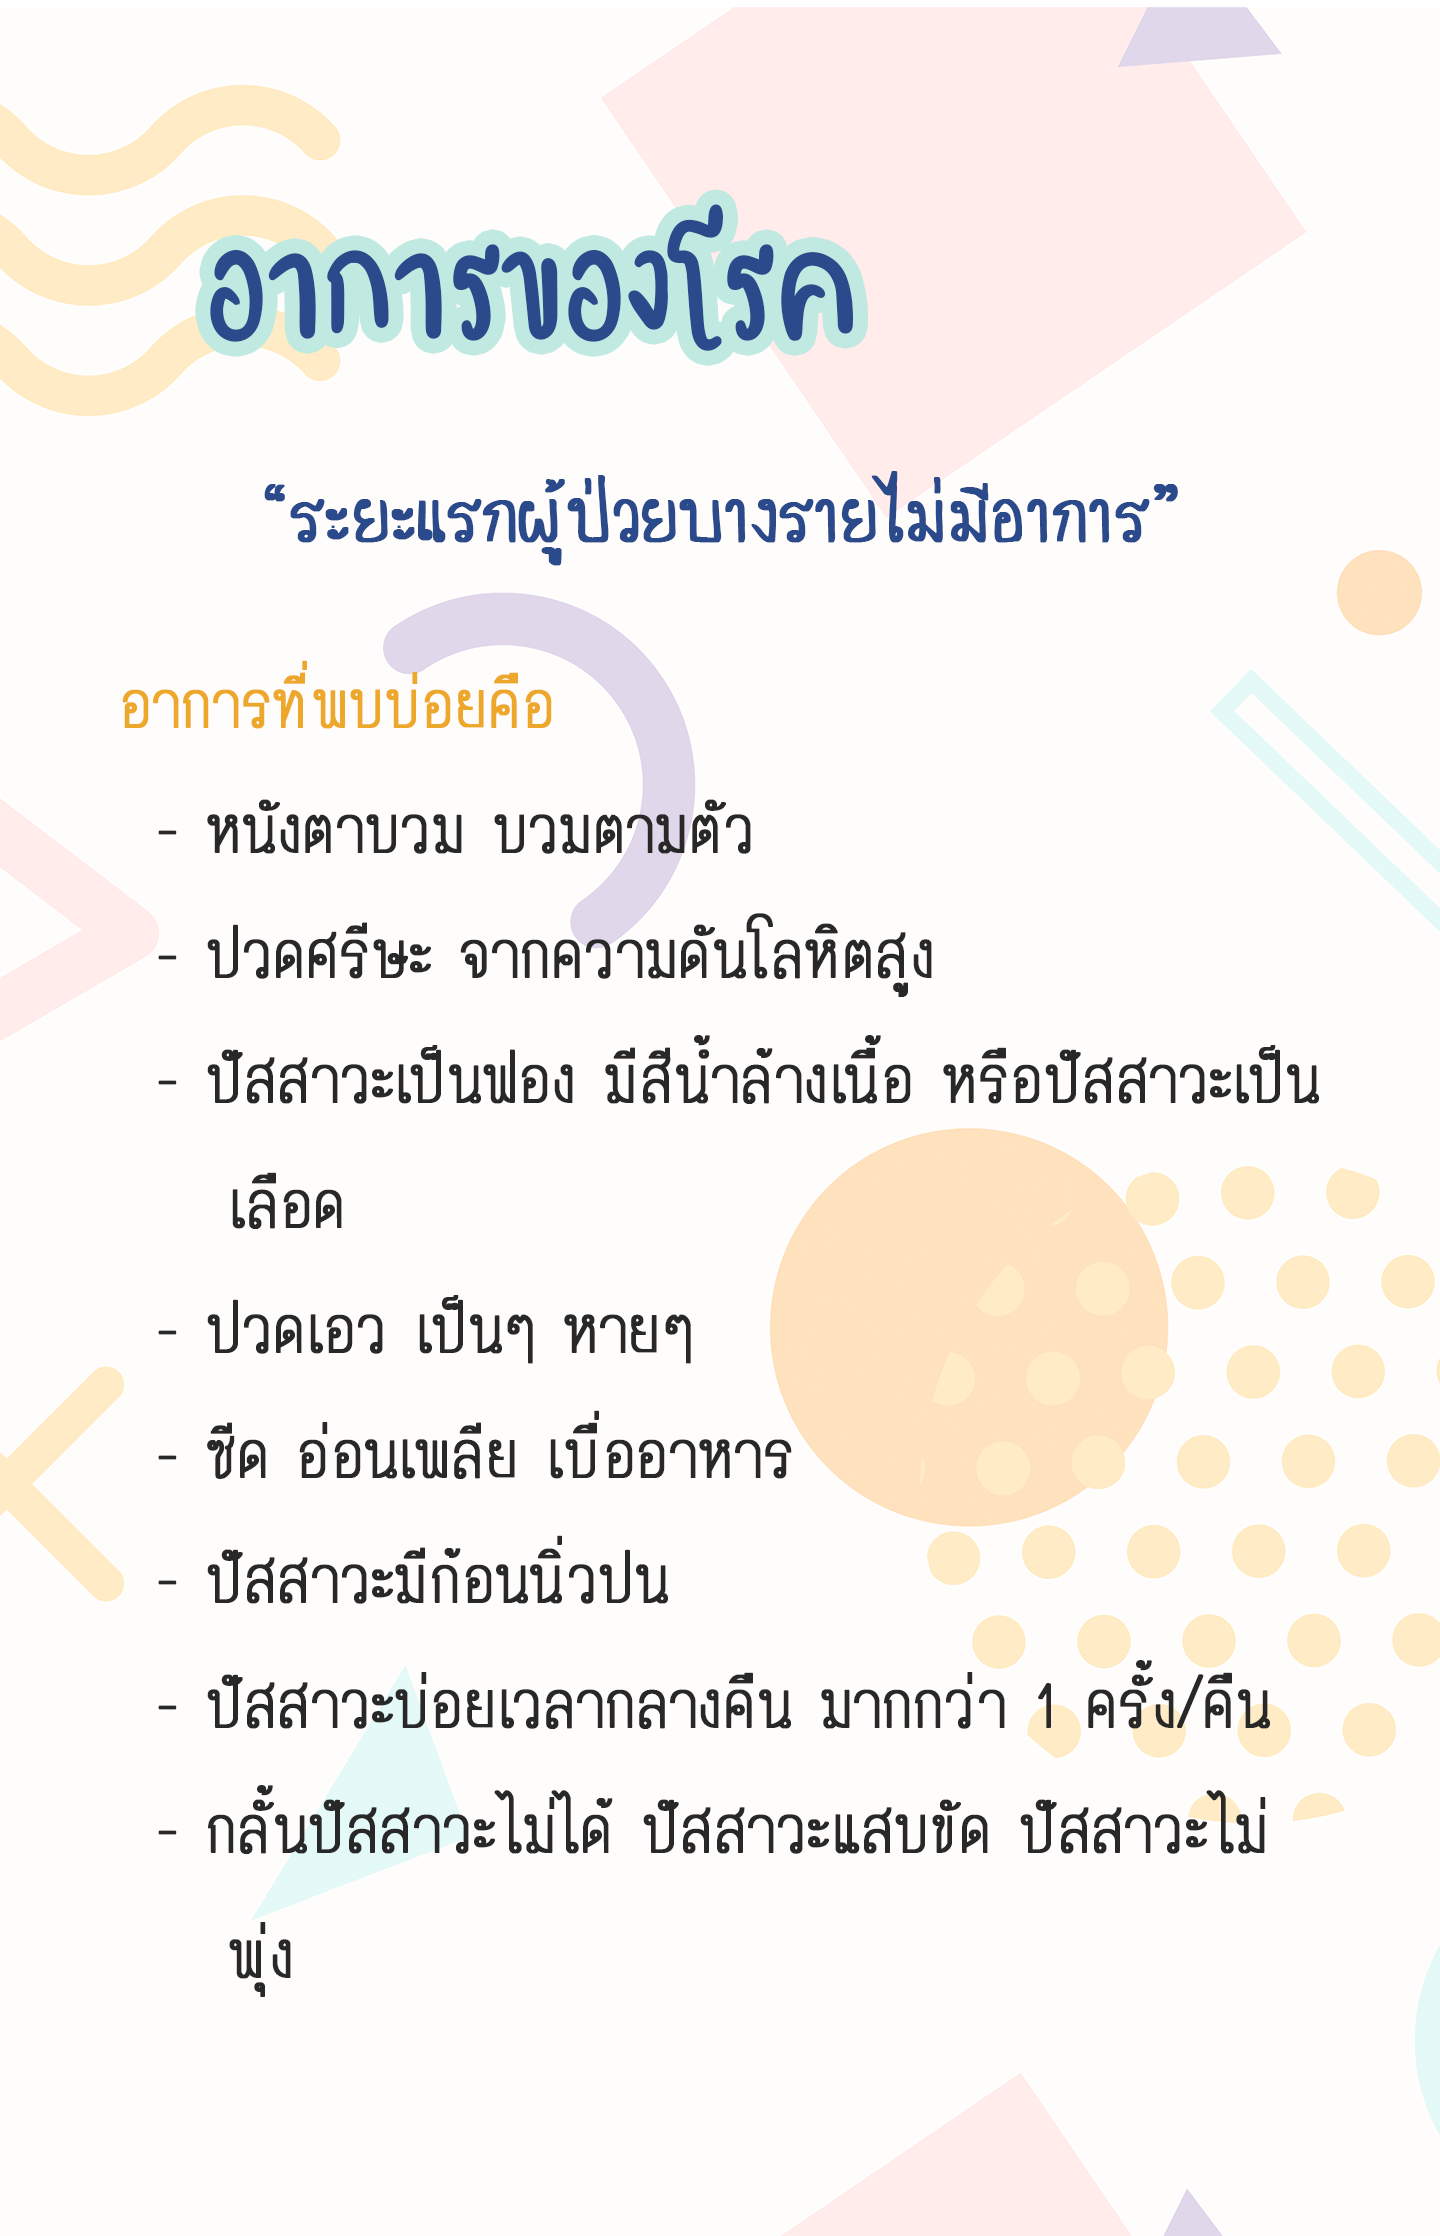 อาการของโรค
“ระยะแรกผู้ป่วยบางรายไม่มีอาการ”
อาการที่พบบ่อยคือ
- หนังตาบวม บวมตามตัว
- ปวดศรีษะ จากความดันโลหิตสูง
- ปัสสาวะเป็นฟอง มีสีน้ำล้างเนื้อ หรือปัสสาวะเป็น
เลือด
- ปวดเอว เป็นๆ หายๆ
- ซีด อ่อนเพลีย เบื่ออาหาร
- ปัสสาวะมีก้อนนิ่วปน
- ปัสสาวะบ่อยเวลากลางคืน มากกว่า 1 ครั้ง/คืน
- กลั้นปัสสาวะไม่ได้ ปัสสาวะแสบขัด ปัสสาวะไม่
พุ่ง